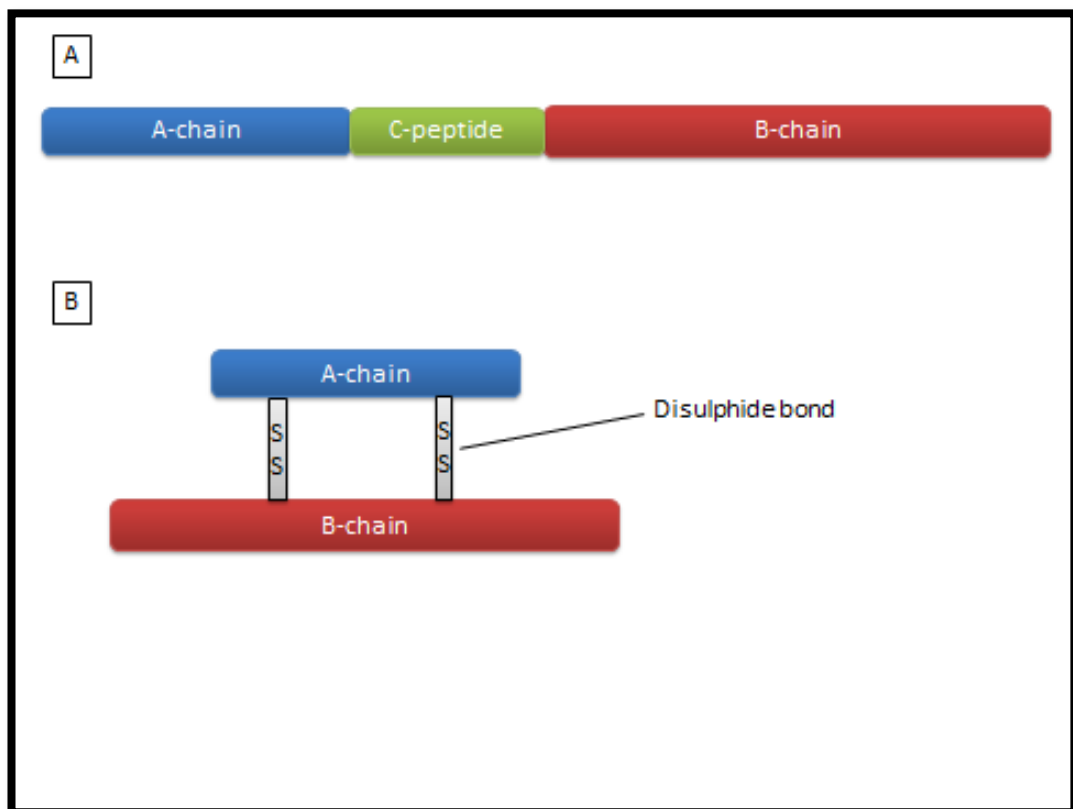 A
A-chain C-peptide B-chain
B
A-chain
S S
S S
Disulphide bond
B-chain